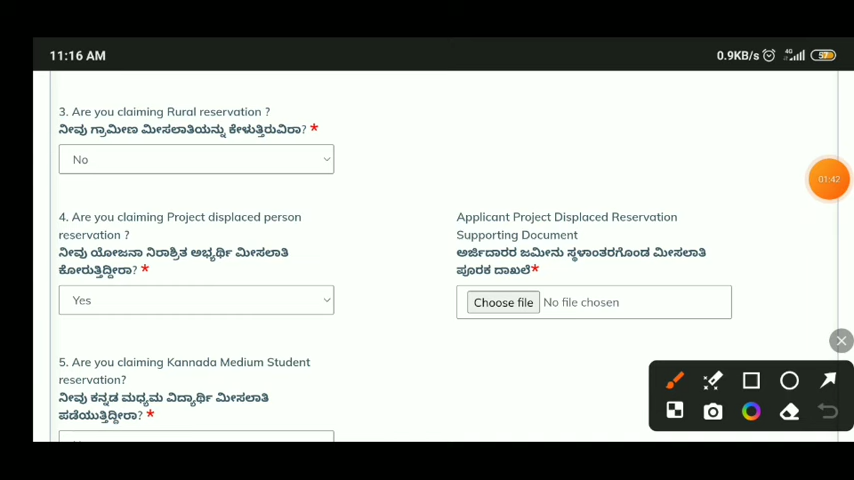 11:16 AM
0.9KB/s 4G 57
3. Are you claiming Rural reservation ?
ನೀವು ಗ್ರಾಮೀಣ ಮೀಸಲಾತಿಯನ್ನು ಕೇಳುತ್ತಿರುವಿರಾ? *
No
01:42
4. Are you claiming Project displaced person
reservation ?
ನೀವು ಯೋಜನಾ ನಿರಾಶ್ರಿತ ಅಭ್ಯರ್ಥಿ ಮೀಸಲಾತಿ
ಕೋರುತ್ತಿದ್ದೀರಾ? *
Yes
Applicant Project Displaced Reservation
Supporting Document
ಅರ್ಜಿದಾರರ ಜಮೀನು ಸ್ಥಳಾಂತರಗೊಂಡ ಮೀಸಲಾತಿ
ಪೂರಕ ದಾಖಲೆ*
Choose file No file chosen
5. Are you claiming Kannada Medium Student
reservation?
ನೀವು ಕನ್ನಡ ಮಧ್ಯಮ ವಿದ್ಯಾರ್ಥಿ ಮೀಸಲಾತಿ
ಪಡೆಯುತ್ತಿದ್ದೀರಾ? *